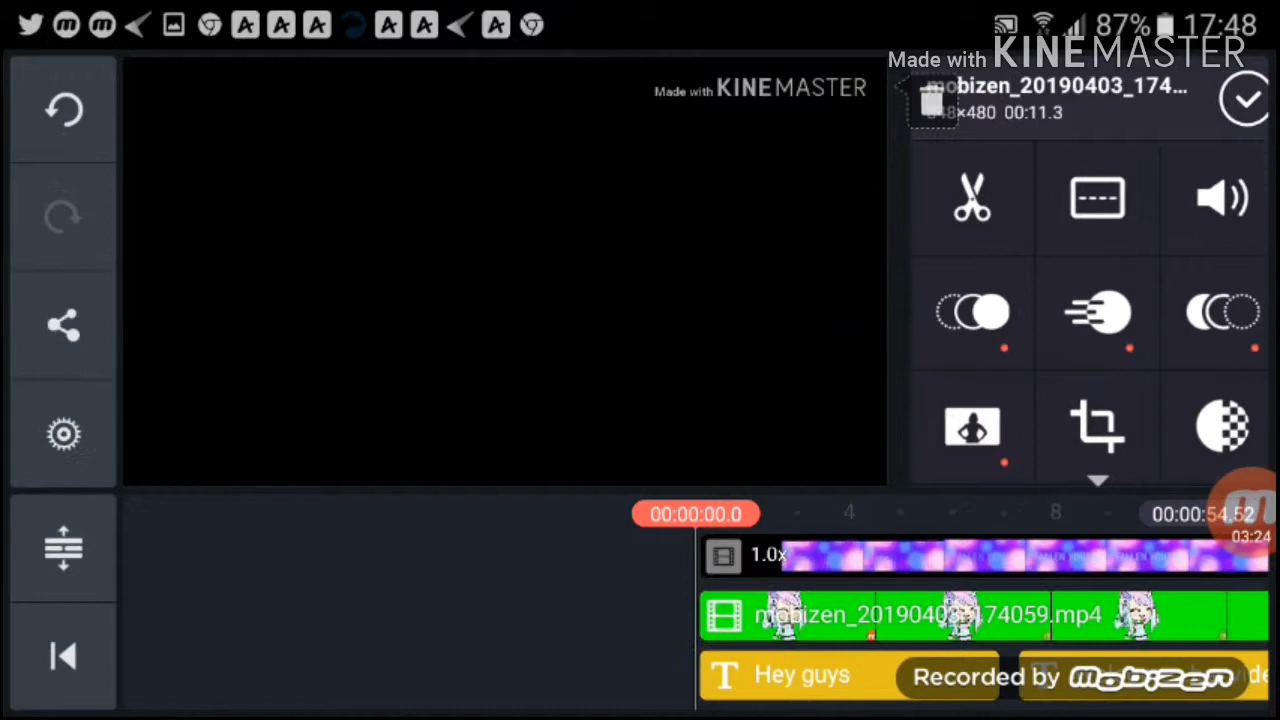 87% 17:48
Made with KINEMASTER
Made with KINEMASTER
mobizen_20190403_174...
848×480 00:11.3
00:00:00.0
4
8
00:00:54.52
03:24
1.0x
mobizen_20190403_174059.mp4
T Hey guys
Recorded by mobizen